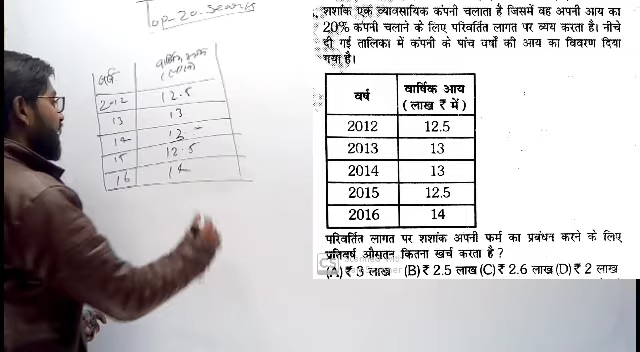 Top-20
वर्ष वार्षिक
2012 12.5
13 13
14 13
15 12.5
16 14
शशांक एक व्यावसायिक कंपनी चलाता है जिसमें वह अपनी आय का
20% कंपनी चलाने के लिए परिवर्तित लागत पर व्यय करता है। नीचे
दी गई तालिका में कंपनी के पांच वर्षों की आय का विवरण दिया
गया है।
वर्ष वार्षिक आय
(लाख ₹ में)
2012 12.5
2013 13
2014 13
2015 12.5
2016 14
परिवर्तित लागत पर शशांक अपनी फर्म का प्रबंधन करने के लिए
प्रतिवर्ष औसतन कितना खर्च करता है ?
(A) ₹ 3 लाख (B) ₹ 2.5 लाख (C) ₹ 2.6 लाख (D) ₹ 2 लाख